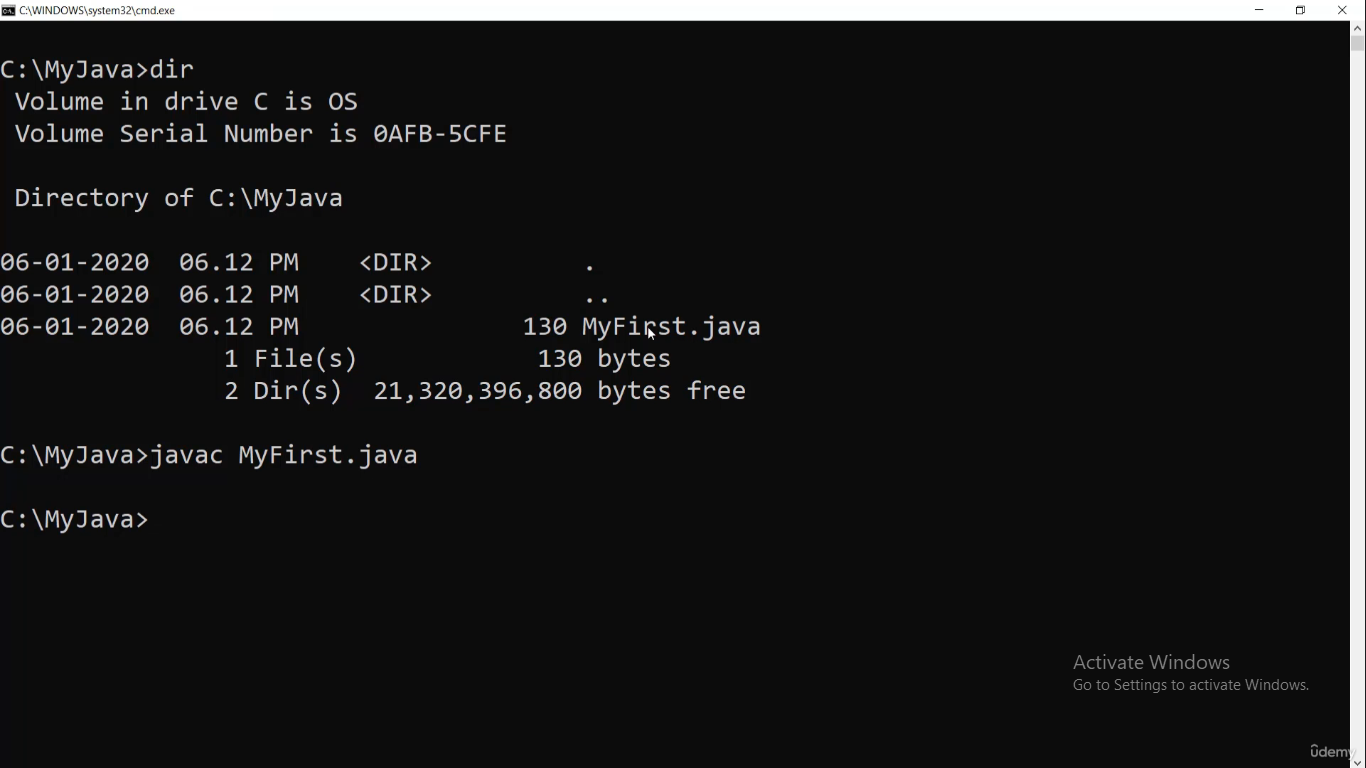 C:\WINDOWS\system32\cmd.exe
C:\MyJava>dir
Volume in drive C is OS
Volume Serial Number is 0AFB-5CFE
Directory of C:\MyJava
06-01-2020 06.12 PM <DIR> .
06-01-2020 06.12 PM <DIR> ..
06-01-2020 06.12 PM 130 MyFirst.java
1 File(s) 130 bytes
2 Dir(s) 21,320,396,800 bytes free
C:\MyJava>javac MyFirst.java
C:\MyJava>
Activate Windows
Go to Settings to activate Windows.
ûdemy